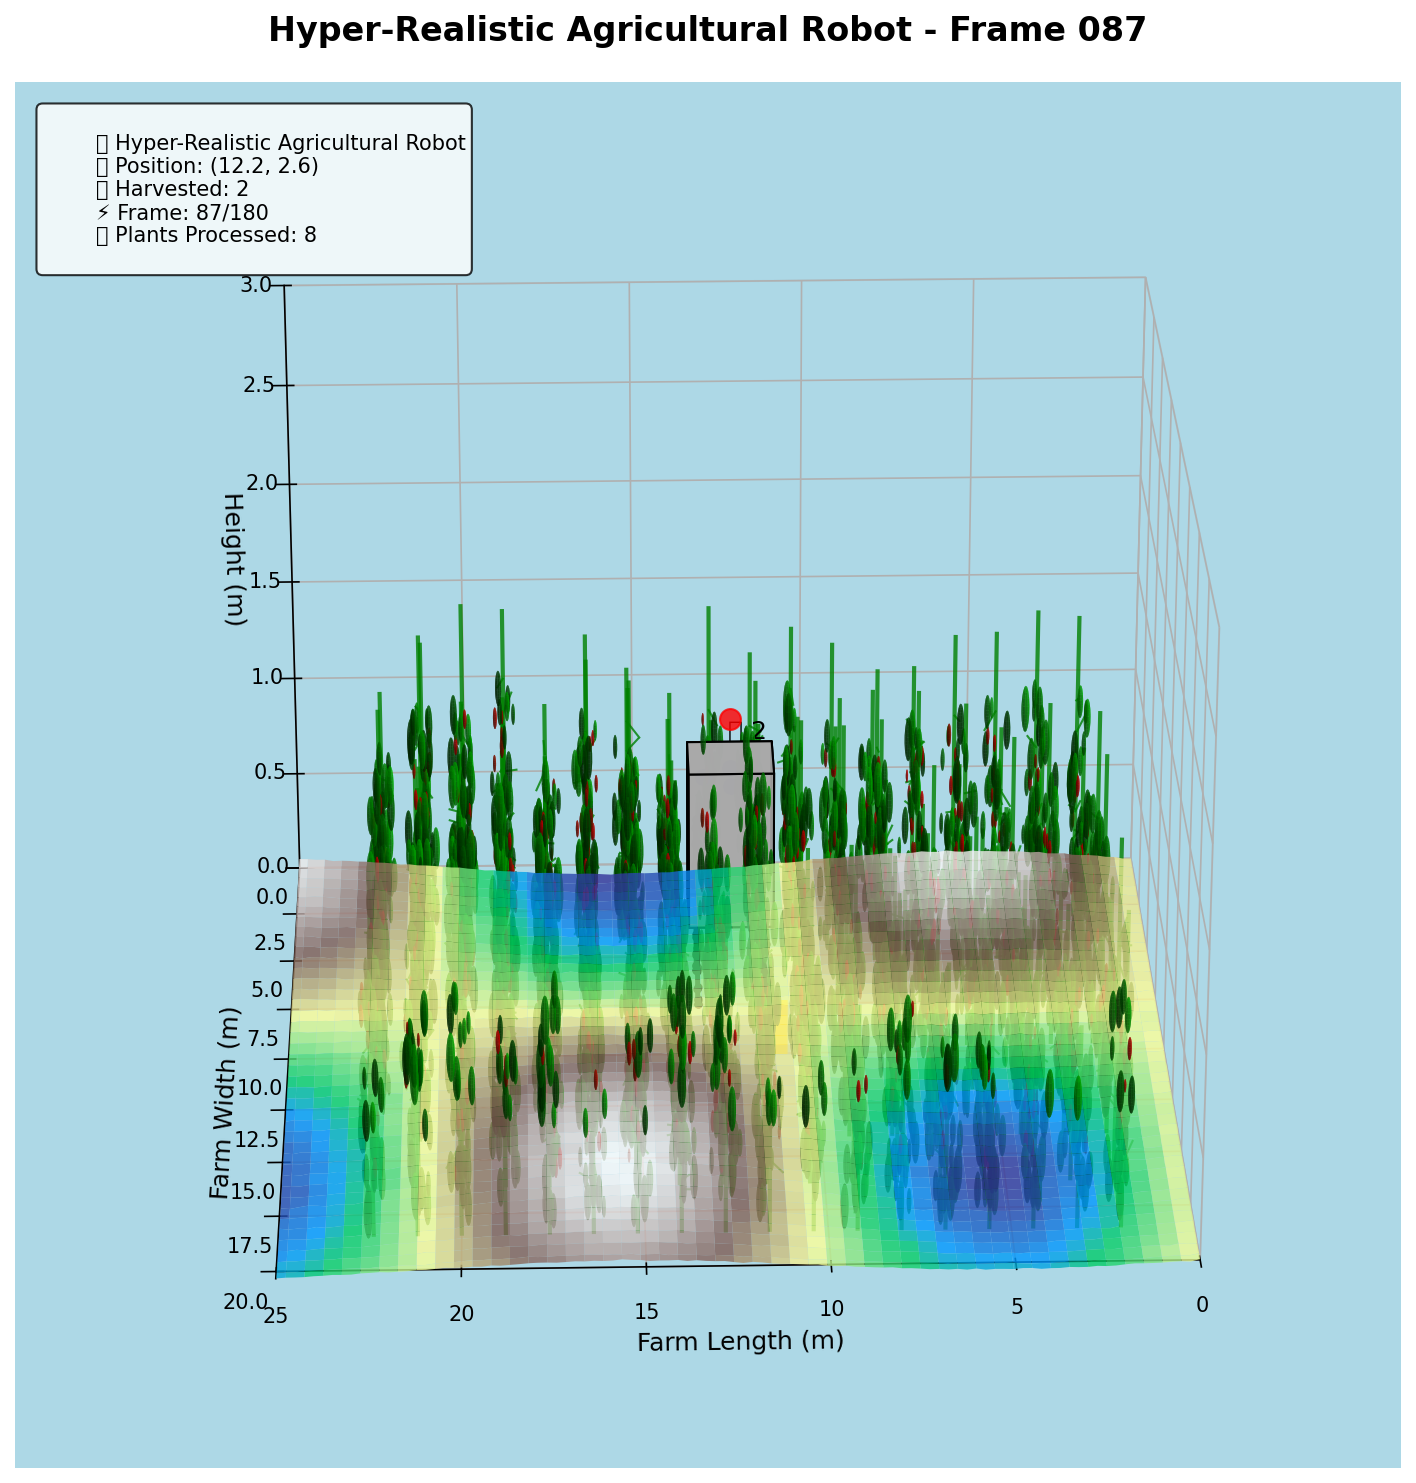 Hyper-Realistic Agricultural Robot - Frame 087
Hyper-Realistic Agricultural Robot
Position: (12.2, 2.6)
Harvested: 2
⚡ Frame: 87/180
Plants Processed: 8
3.0
2.5
2.0
1.5
1.0
0.5
0.0
Height (m)
2
0.0
2.5
5.0
7.5
10.0
12.5
15.0
17.5
20.0
Farm Width (m)
25
20
15
10
5
0
Farm Length (m)